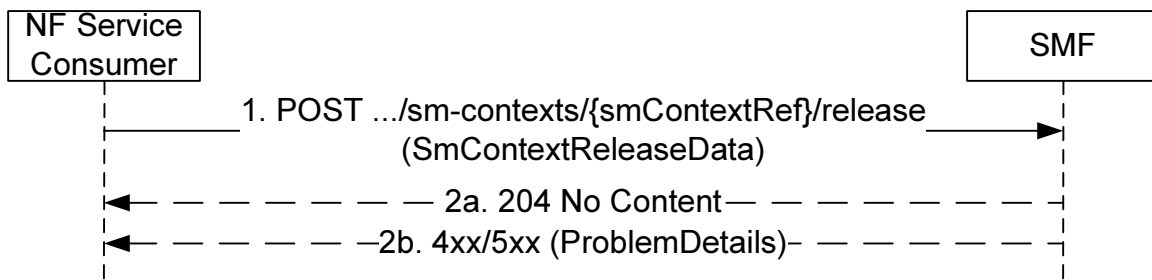 NF Service
Consumer
SMF
1. POST .../sm-contexts/{smContextRef}/release
(SmContextReleaseData)
2a. 204 No Content
2b. 4xx/5xx (ProblemDetails)